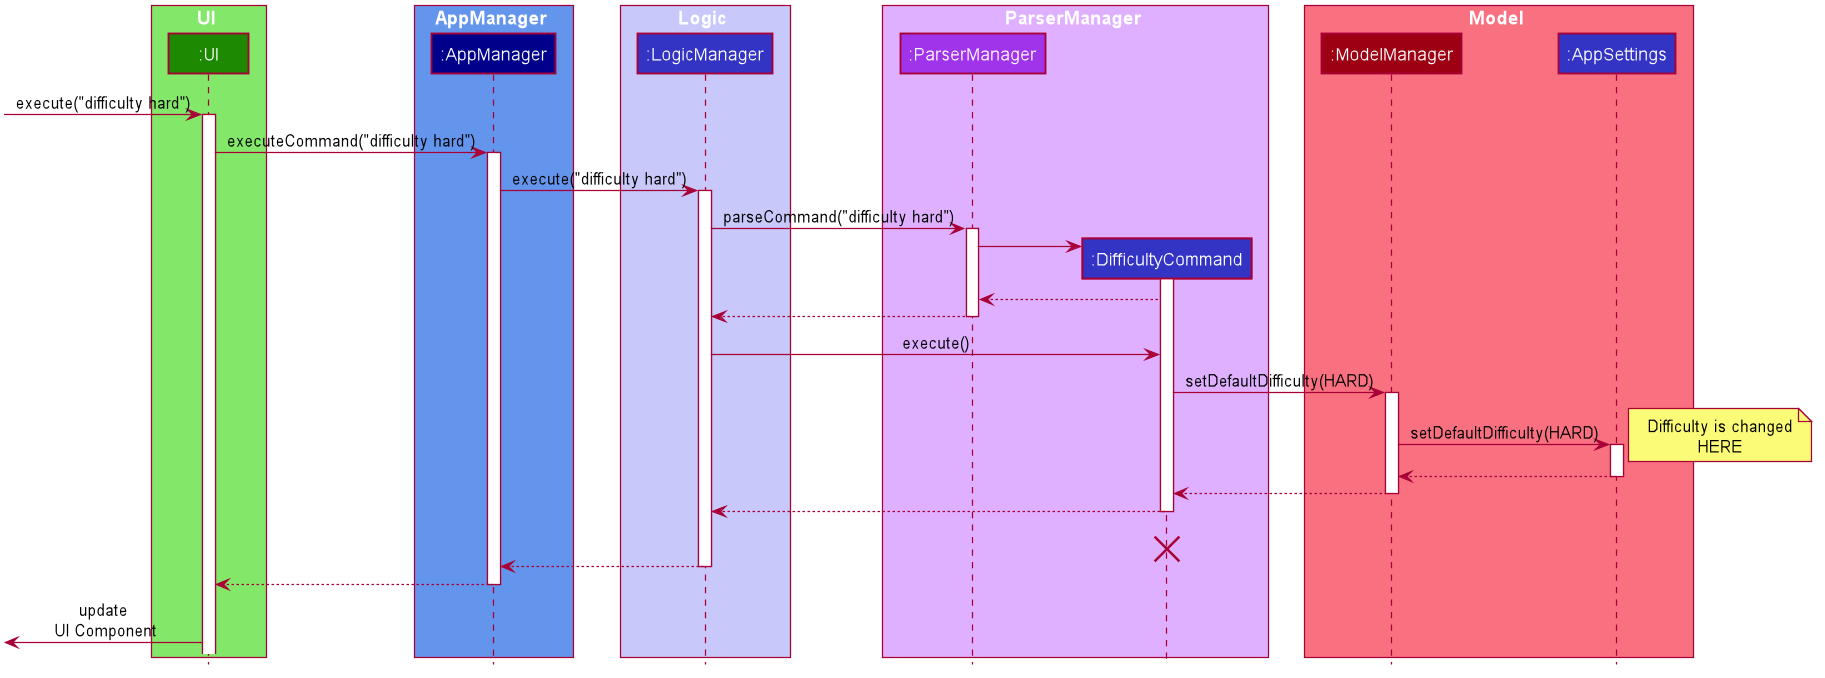 UI
AppManager
Logic
ParserManager
Model
:UI
:AppManager
:LogicManager
:ParserManager
:ModelManager
:AppSettings
execute("difficulty hard")
executeCommand("difficulty hard")
execute("difficulty hard")
parseCommand("difficulty hard")
:DifficultyCommand
execute()
setDefaultDifficulty(HARD)
setDefaultDifficulty(HARD)
Difficulty is changed
HERE
update
UI Component